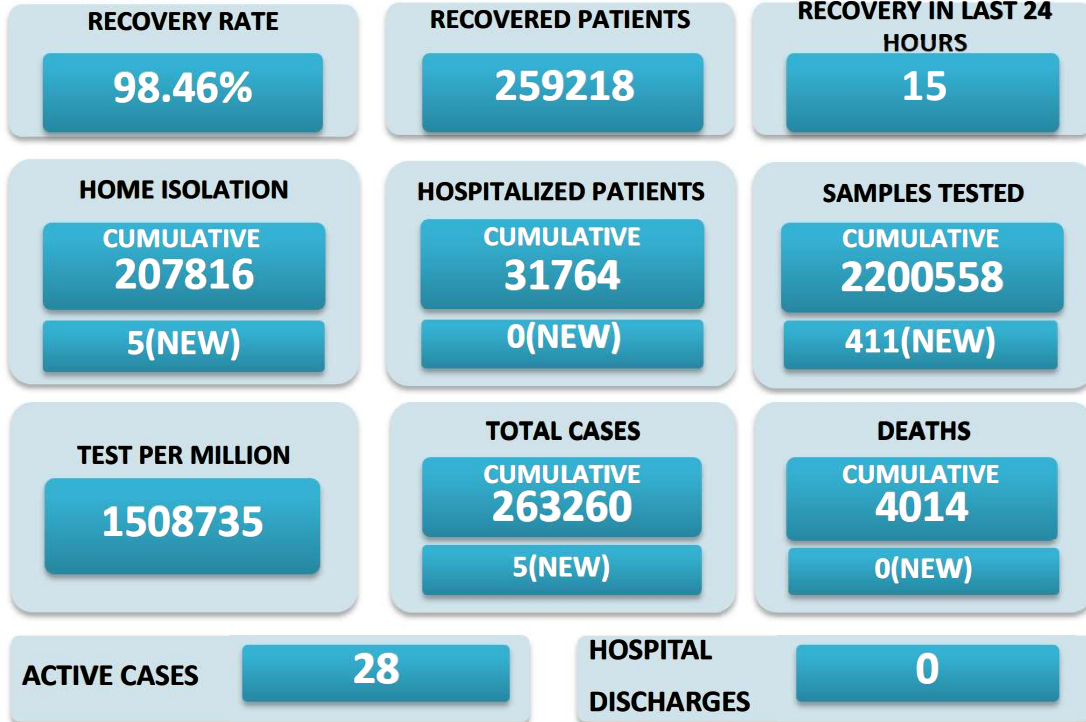 RECOVERY RATE
98.46%
RECOVERED PATIENTS
259218
RECOVERY IN LAST 24
HOURS
15
HOME ISOLATION
CUMULATIVE
207816
5(NEW)
HOSPITALIZED PATIENTS
CUMULATIVE
31764
0(NEW)
SAMPLES TESTED
CUMULATIVE
2200558
411(NEW)
TEST PER MILLION
1508735
TOTAL CASES
CUMULATIVE
263260
5(NEW)
DEATHS
CUMULATIVE
4014
0(NEW)
ACTIVE CASES
28
HOSPITAL
DISCHARGES
0